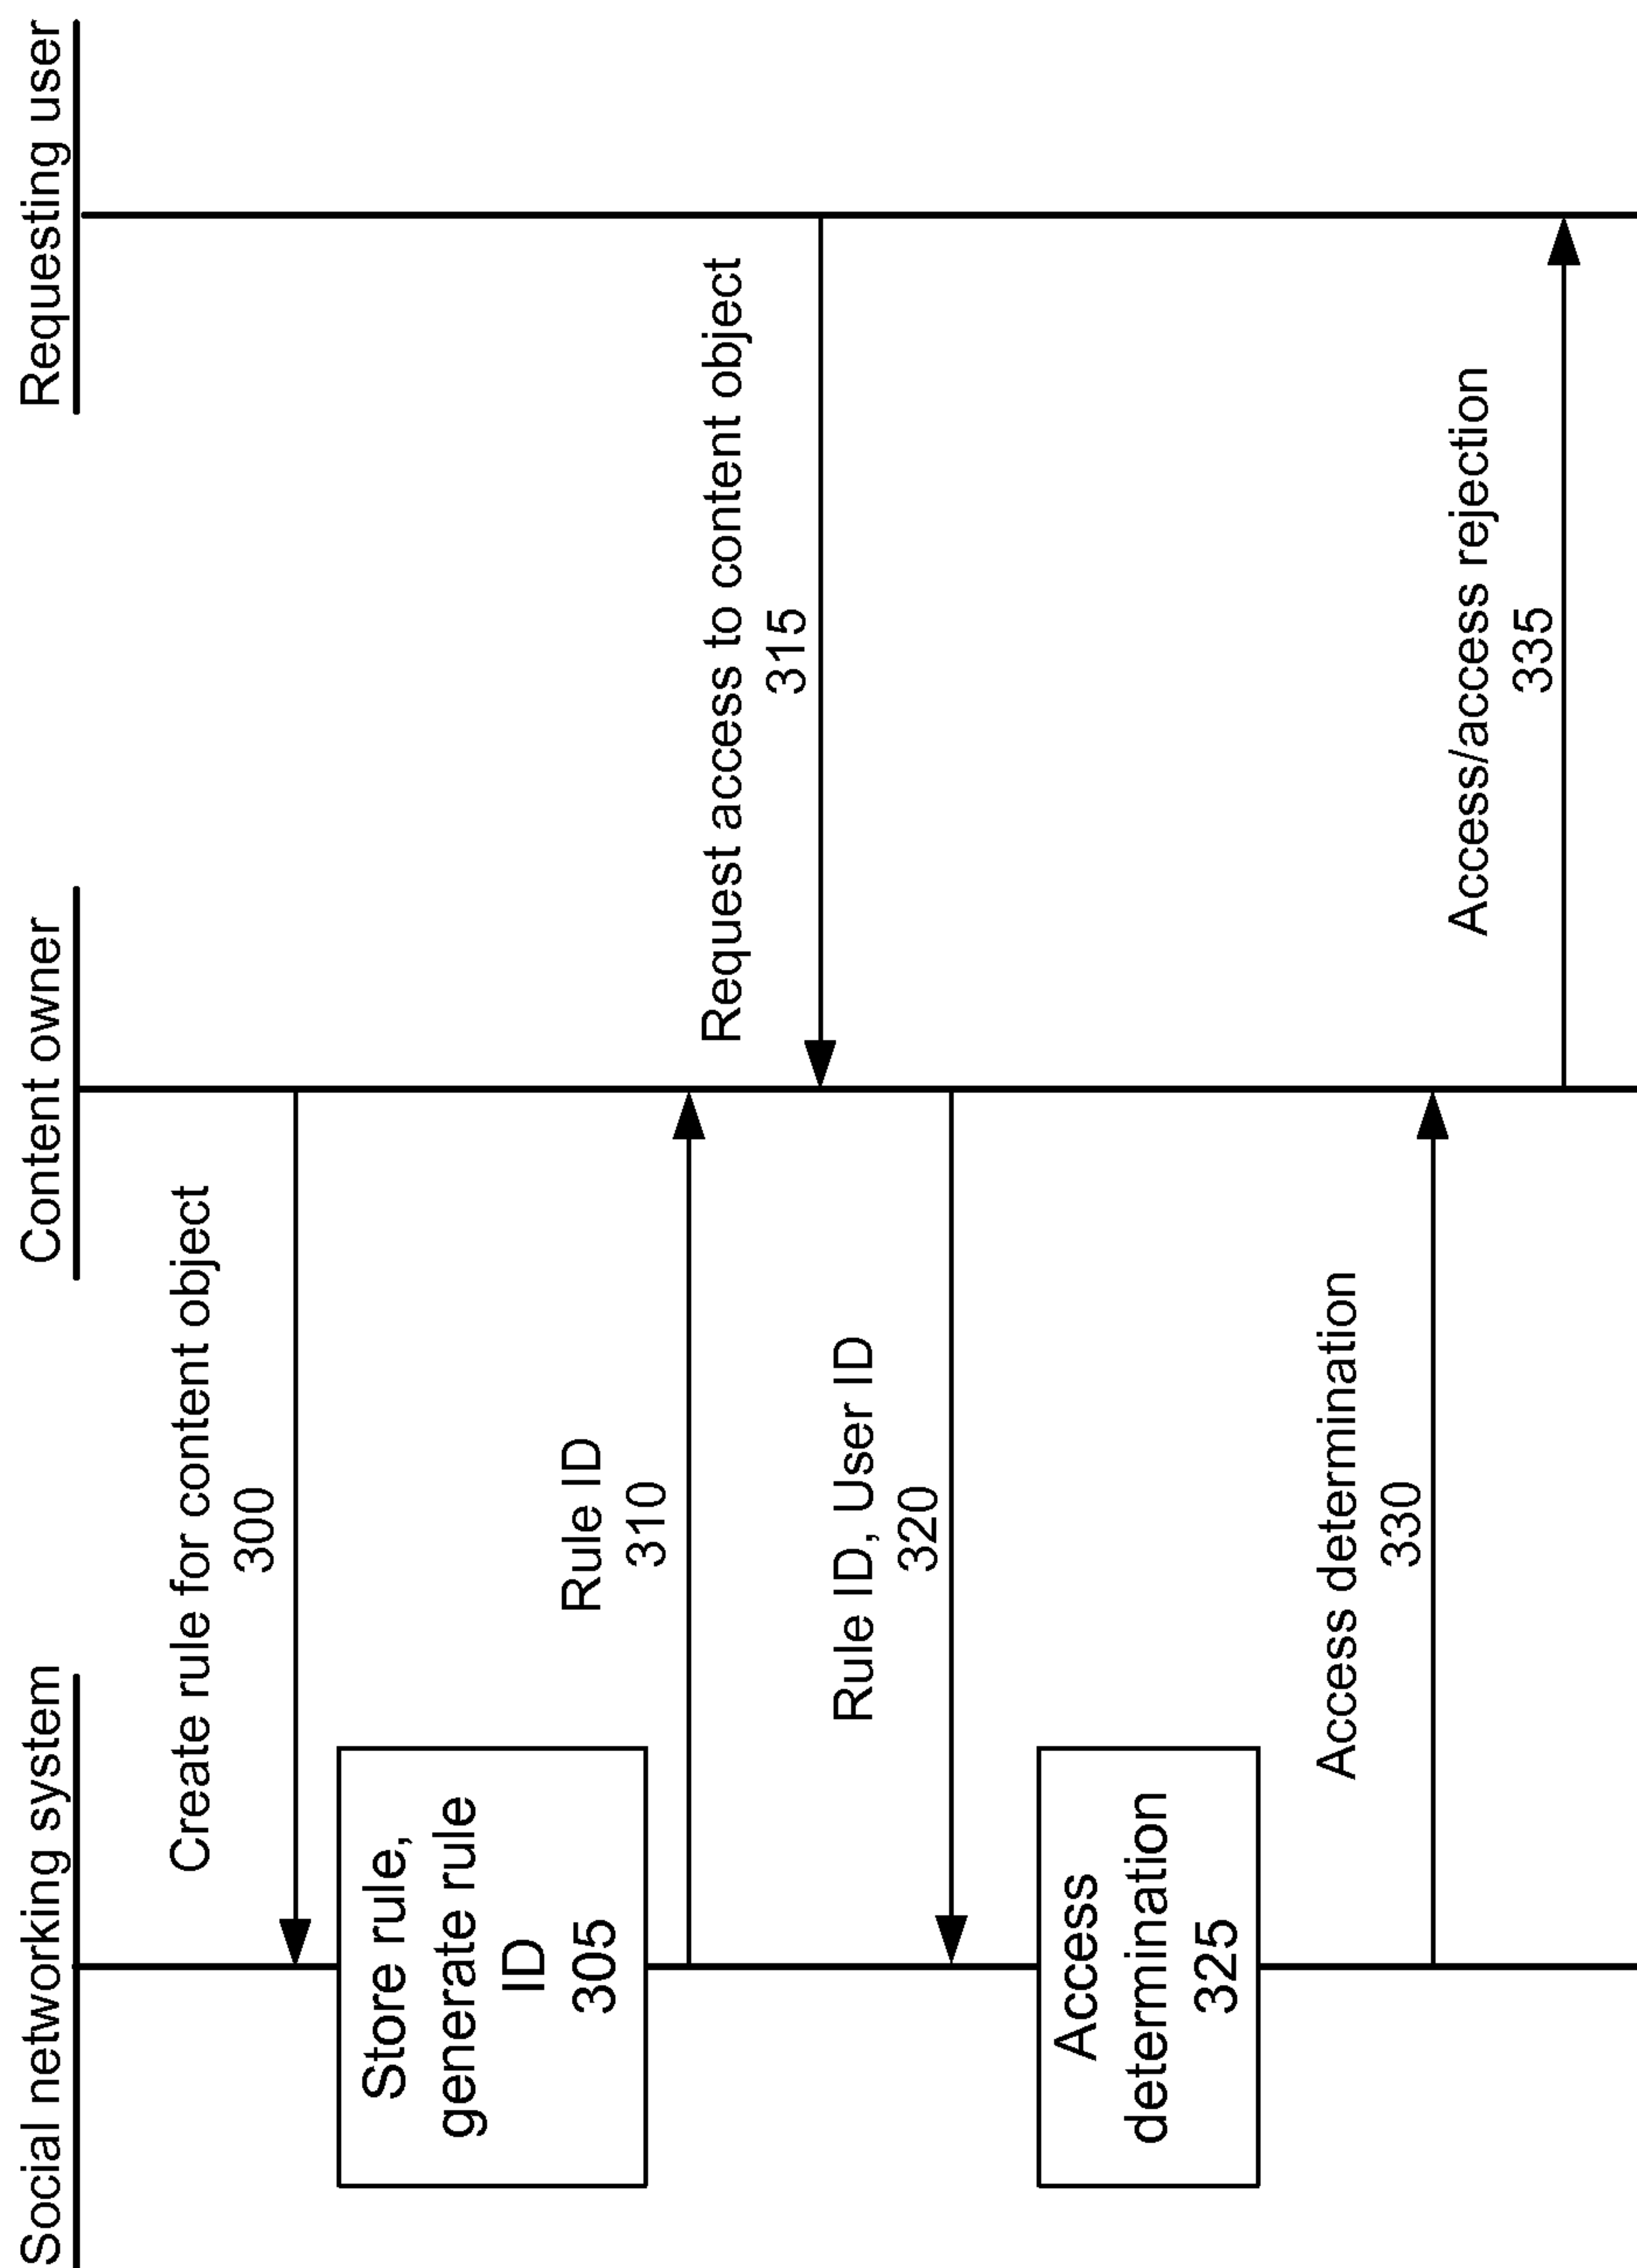 Social networking system
Content owner
Requesting user
Create rule for content object
300
Store rule,
generate rule
ID
305
Rule ID
310
Request access to content object
315
Rule ID, User ID
320
Access
determination
325
Access determination
330
Access/access rejection
335